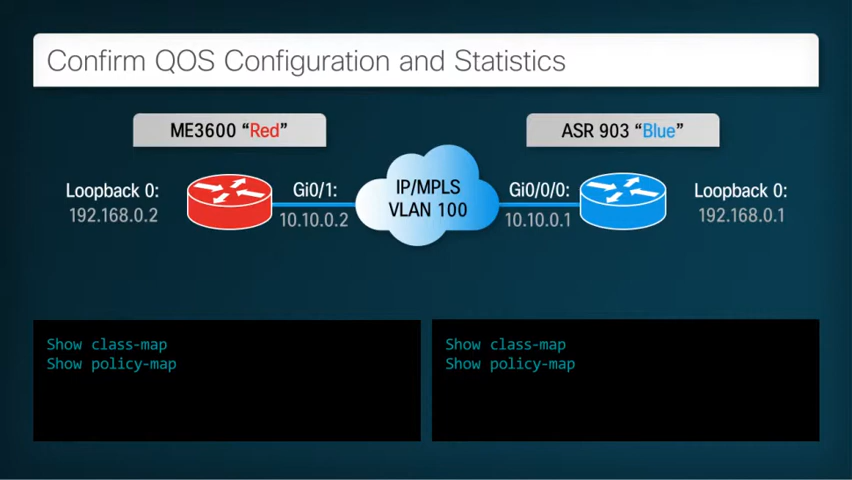 Confirm QOS Configuration and Statistics
ME3600 “Red”
ASR 903 “Blue”
Loopback 0:
192.168.0.2
Gi0/1:
10.10.0.2
IP/MPLS
VLAN 100
Gi0/0/0:
10.10.0.1
Loopback 0:
192.168.0.1
Show class-map
Show policy-map
Show class-map
Show policy-map